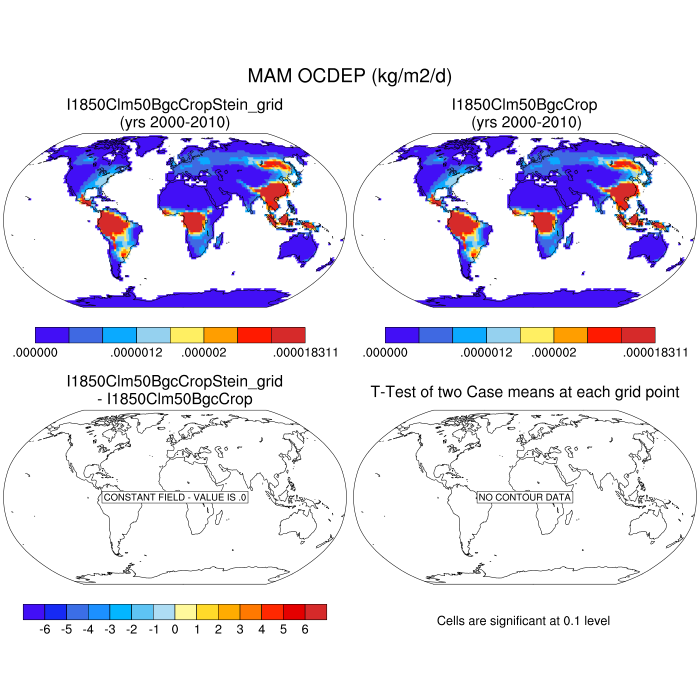 MAM OCDEP (kg/m2/d)
I1850Clm50BgcCropStein_grid
(yrs 2000-2010)
I1850Clm50BgcCrop
(yrs 2000-2010)
.000000 .0000012 .000002 .000018311
.000000 .0000012 .000002 .000018311
I1850Clm50BgcCropStein_grid
- I1850Clm50BgcCrop
T-Test of two Case means at each grid point
CONSTANT FIELD - VALUE IS .0
NO CONTOUR DATA
-6 -5 -4 -3 -2 -1 0 1 2 3 4 5 6
Cells are significant at 0.1 level